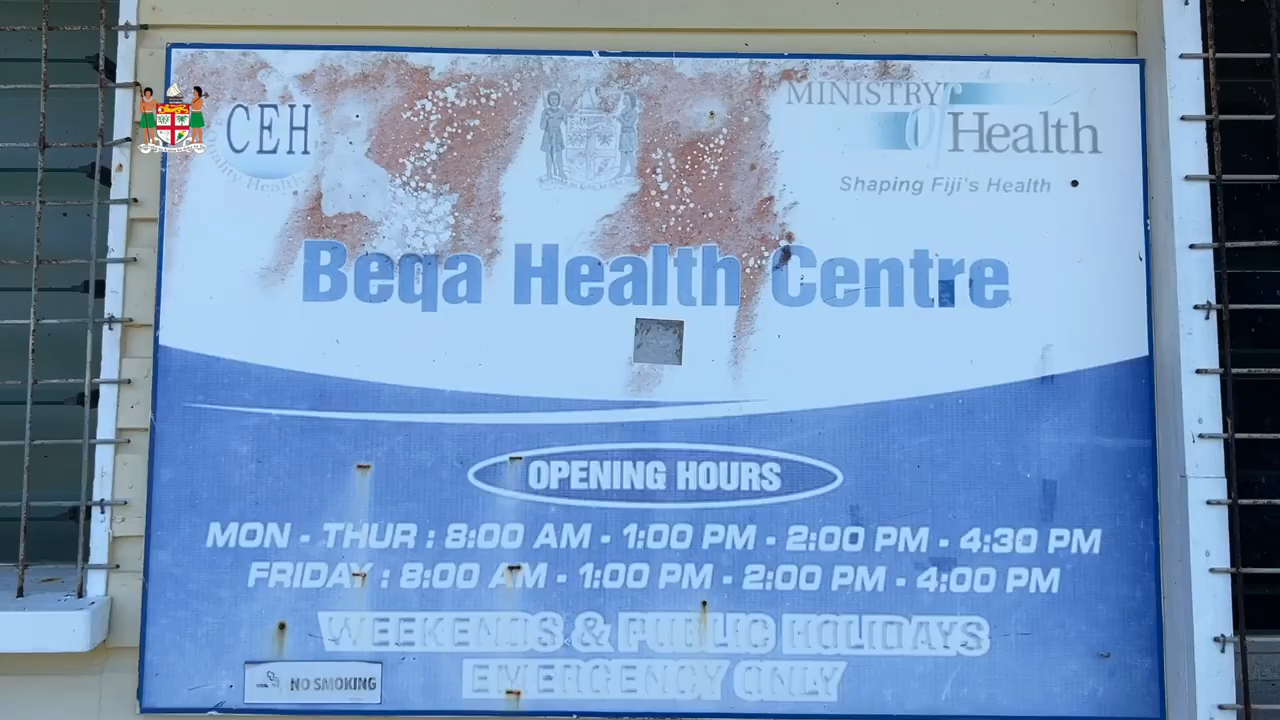 CEH
MINISTRY
of Health
Shaping Fiji's Health
Beqa Health Centre
OPENING HOURS
MON - THUR : 8:00 AM - 1:00 PM - 2:00 PM - 4:30 PM
FRIDAY : 8:00 AM - 1:00 PM - 2:00 PM - 4:00 PM
WEEKENDS & PUBLIC HOLIDAYS
EMERGENCY ONLY
NO SMOKING